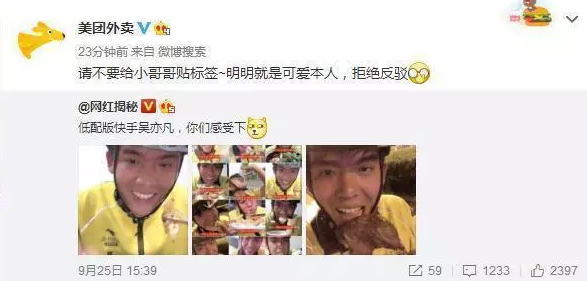 美团外卖
23分钟前 来自 微博搜索
请不要给小哥哥贴标签~明明就是可爱本人，拒绝反驳
@网红揭秘
低配版快手吴亦凡，你们感受下
9月25日 15:39
59
1233
2397